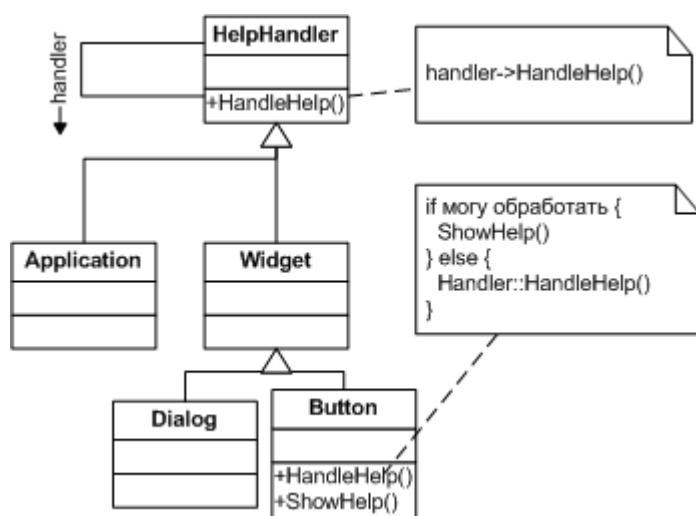 HelpHandler
handler
+HandleHelp()
handler->HandleHelp()
if могу обработать {
ShowHelp()
} else {
Handler::HandleHelp()
}
Application
Widget
Dialog
Button
+HandleHelp()
+ShowHelp()